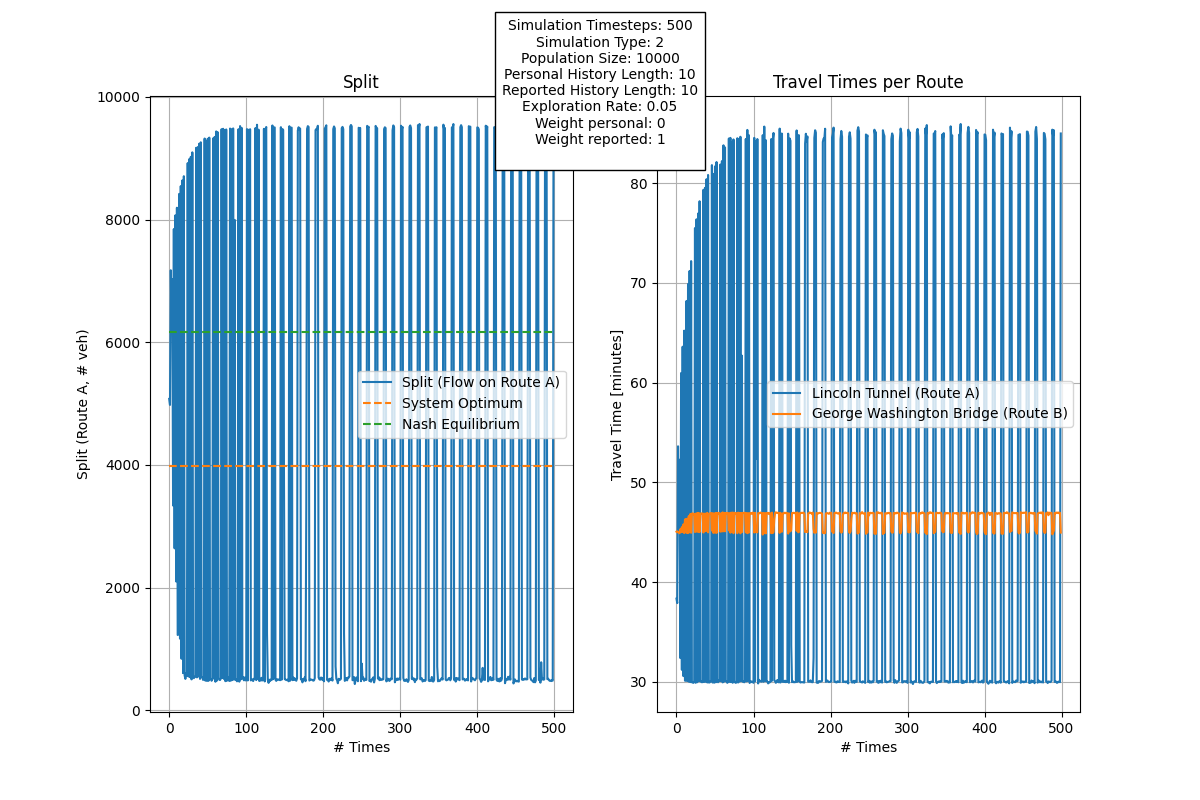 Simulation Timesteps: 500
Simulation Type: 2
Population Size: 10000
Personal History Length: 10
Reported History Length: 10
Exploration Rate: 0.05
Weight personal: 0
Weight reported: 1
Split
10000
8000
6000
4000
2000
0
Split (Route A, # veh)
Split (Flow on Route A)
System Optimum
Nash Equilibrium
0 100 200 300 400 500
# Times
Travel Times per Route
80
70
60
50
40
30
Travel Time [minutes]
Lincoln Tunnel (Route A)
George Washington Bridge (Route B)
0 100 200 300 400 500
# Times